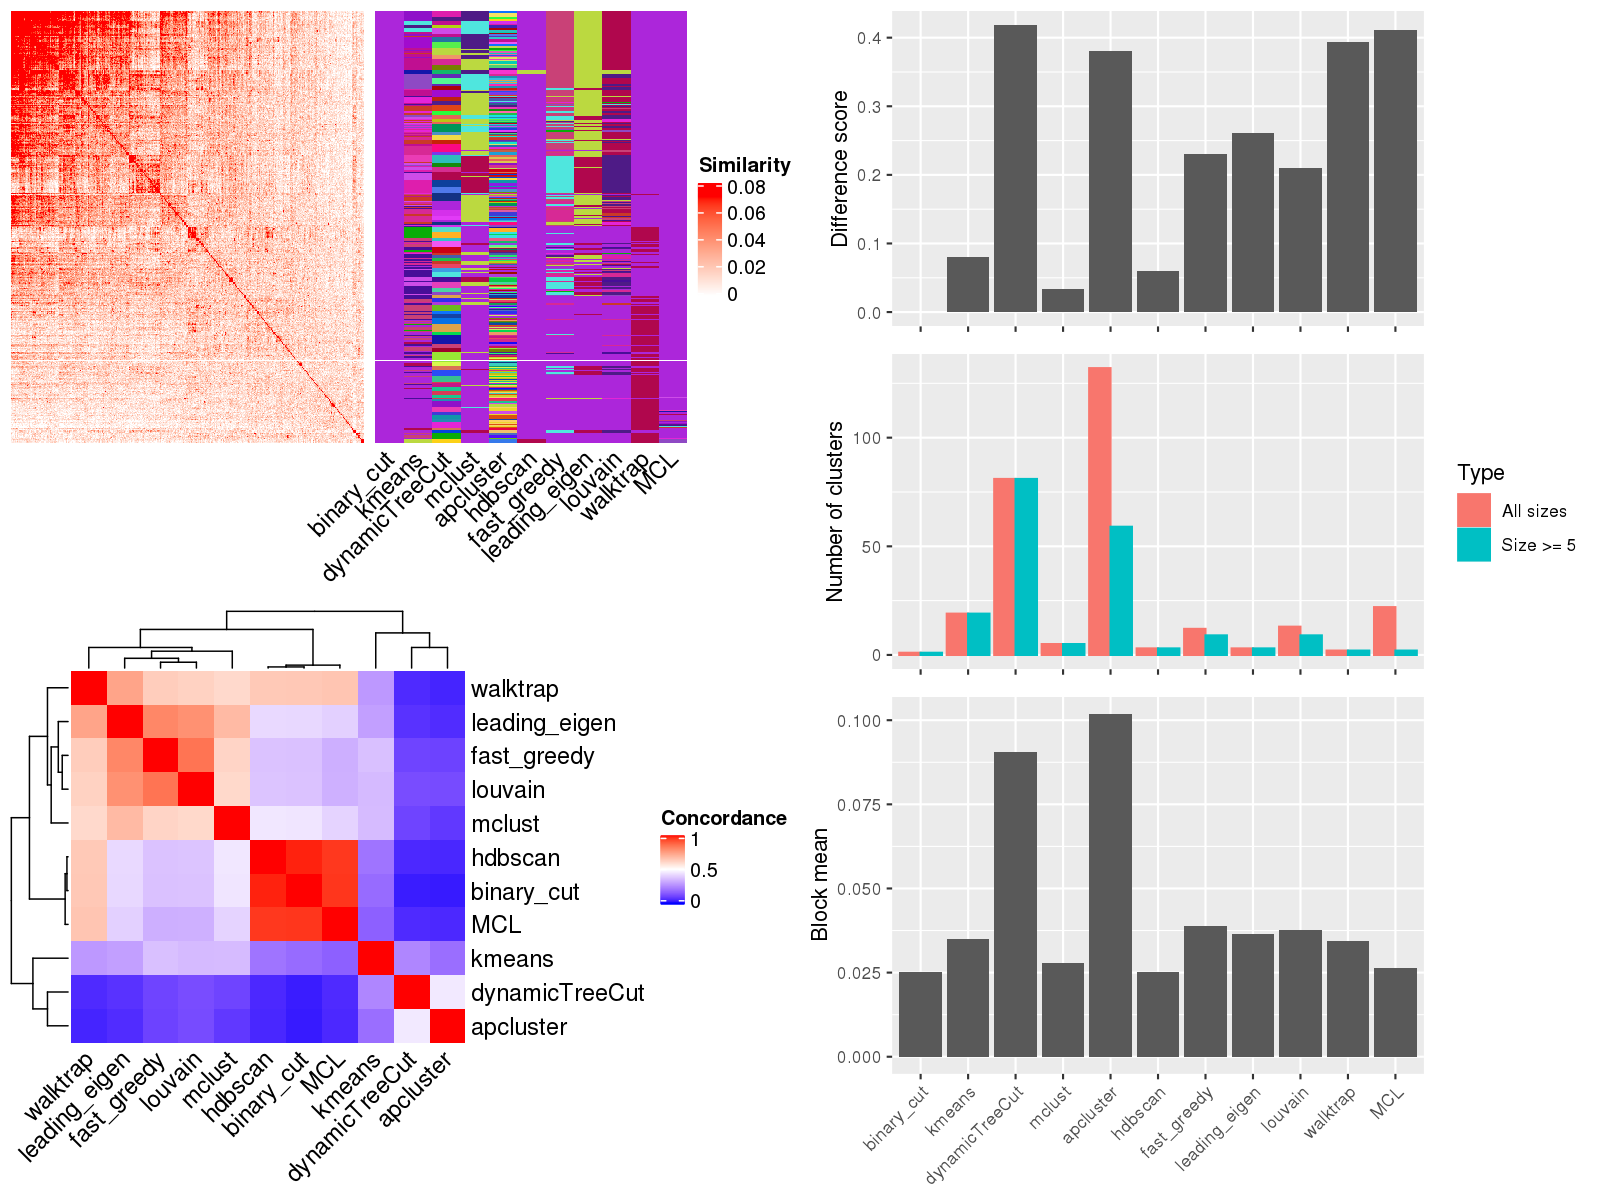 Similarity
0.08
0.06
0.04
0.02
0
binary_cut
kmeans
dynamicTreeCut
mclust
apcluster
hdbscan
fast_greedy
leading_eigen
louvain
walktrap
MCL
walktrap
leading_eigen
fast_greedy
louvain
mclust
hdbscan
binary_cut
MCL
kmeans
dynamicTreeCut
apcluster
walktrap
leading_eigen
fast_greedy
louvain
mclust
hdbscan
binary_cut
MCL
kmeans
dynamicTreeCut
apcluster
Concordance
1
0.5
0
Difference score
0.4
0.3
0.2
0.1
0.0
Number of clusters
100
50
0
Type
All sizes
Size >= 5
Block mean
0.100
0.075
0.050
0.025
0.000
binary_cut
kmeans
dynamicTreeCut
mclust
apcluster
hdbscan
fast_greedy
leading_eigen
louvain
walktrap
MCL